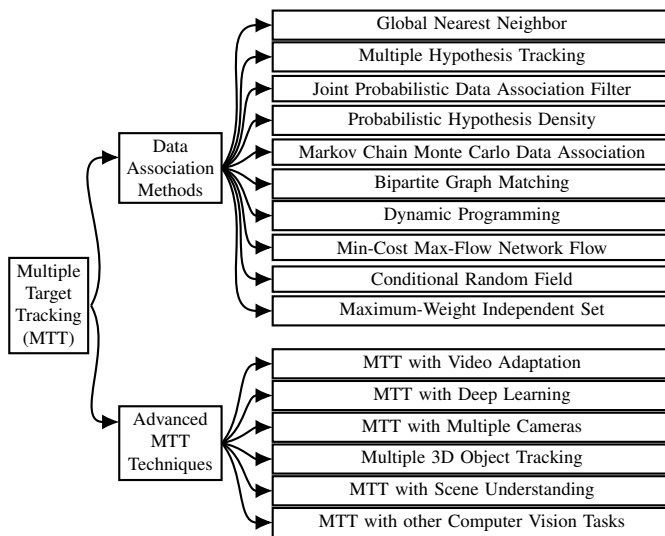 Multiple
Target
Tracking
(MTT)
Data
Association
Methods
Global Nearest Neighbor
Multiple Hypothesis Tracking
Joint Probabilistic Data Association Filter
Probabilistic Hypothesis Density
Markov Chain Monte Carlo Data Association
Bipartite Graph Matching
Dynamic Programming
Min-Cost Max-Flow Network Flow
Conditional Random Field
Maximum-Weight Independent Set
Advanced
MTT
Techniques
MTT with Video Adaptation
MTT with Deep Learning
MTT with Multiple Cameras
Multiple 3D Object Tracking
MTT with Scene Understanding
MTT with other Computer Vision Tasks